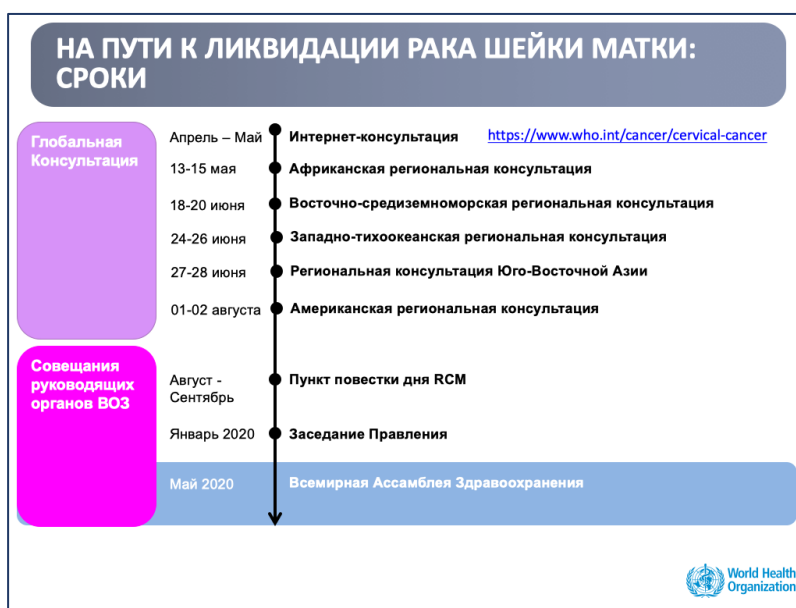 НА ПУТИ К ЛИКВИДАЦИИ РАКА ШЕЙКИ МАТКИ:
СРОКИ
Глобальная
Консультация
Апрель – Май Интернет-консультация https://www.who.int/cancer/cervical-cancer
13-15 мая Африканская региональная консультация
18-20 июня Восточно-средиземноморская региональная консультация
24-26 июня Западно-тихоокеанская региональная консультация
27-28 июня Региональная консультация Юго-Восточной Азии
01-02 августа Американская региональная консультация
Совещания
руководящих
органов ВОЗ
Август -
Сентябрь
Пункт повестки дня RCM
Январь 2020 Заседание Правления
Май 2020 Всемирная Ассамблея Здравоохранения
World Health
Organization